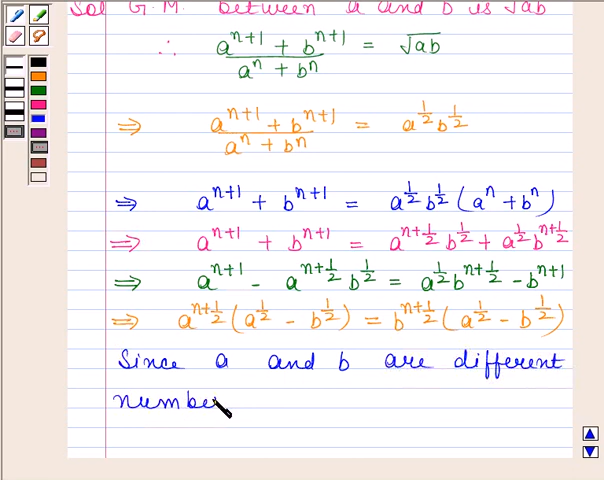 Sol G.M. between a and b is √ab
∴ (a^(n+1) + b^(n+1))/(a^n + b^n) = √ab
⇒ (a^(n+1) + b^(n+1))/(a^n + b^n) = a^(1/2) b^(1/2)
⇒ a^(n+1) + b^(n+1) = a^(1/2) b^(1/2) (a^n + b^n)
⇒ a^(n+1) + b^(n+1) = a^(n+1/2) b^(1/2) + a^(1/2) b^(n+1/2)
⇒ a^(n+1) - a^(n+1/2) b^(1/2) = a^(1/2) b^(n+1/2) - b^(n+1)
⇒ a^(n+1/2) (a^(1/2) - b^(1/2)) = b^(n+1/2) (a^(1/2) - b^(1/2))
Since a and b are different
numbe